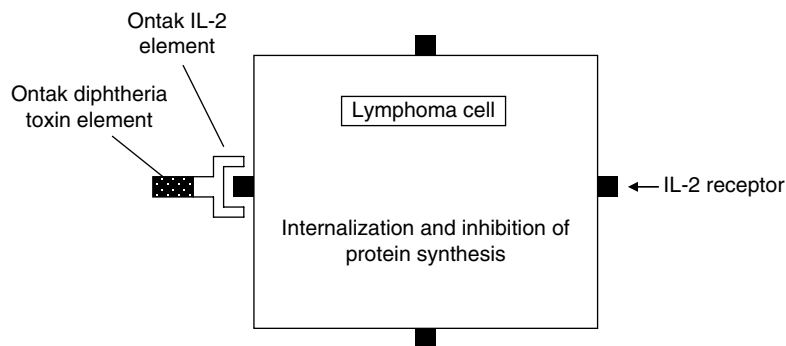 Ontak IL-2
element
Ontak diphtheria
toxin element
Lymphoma cell
IL-2 receptor
Internalization and inhibition of
protein synthesis